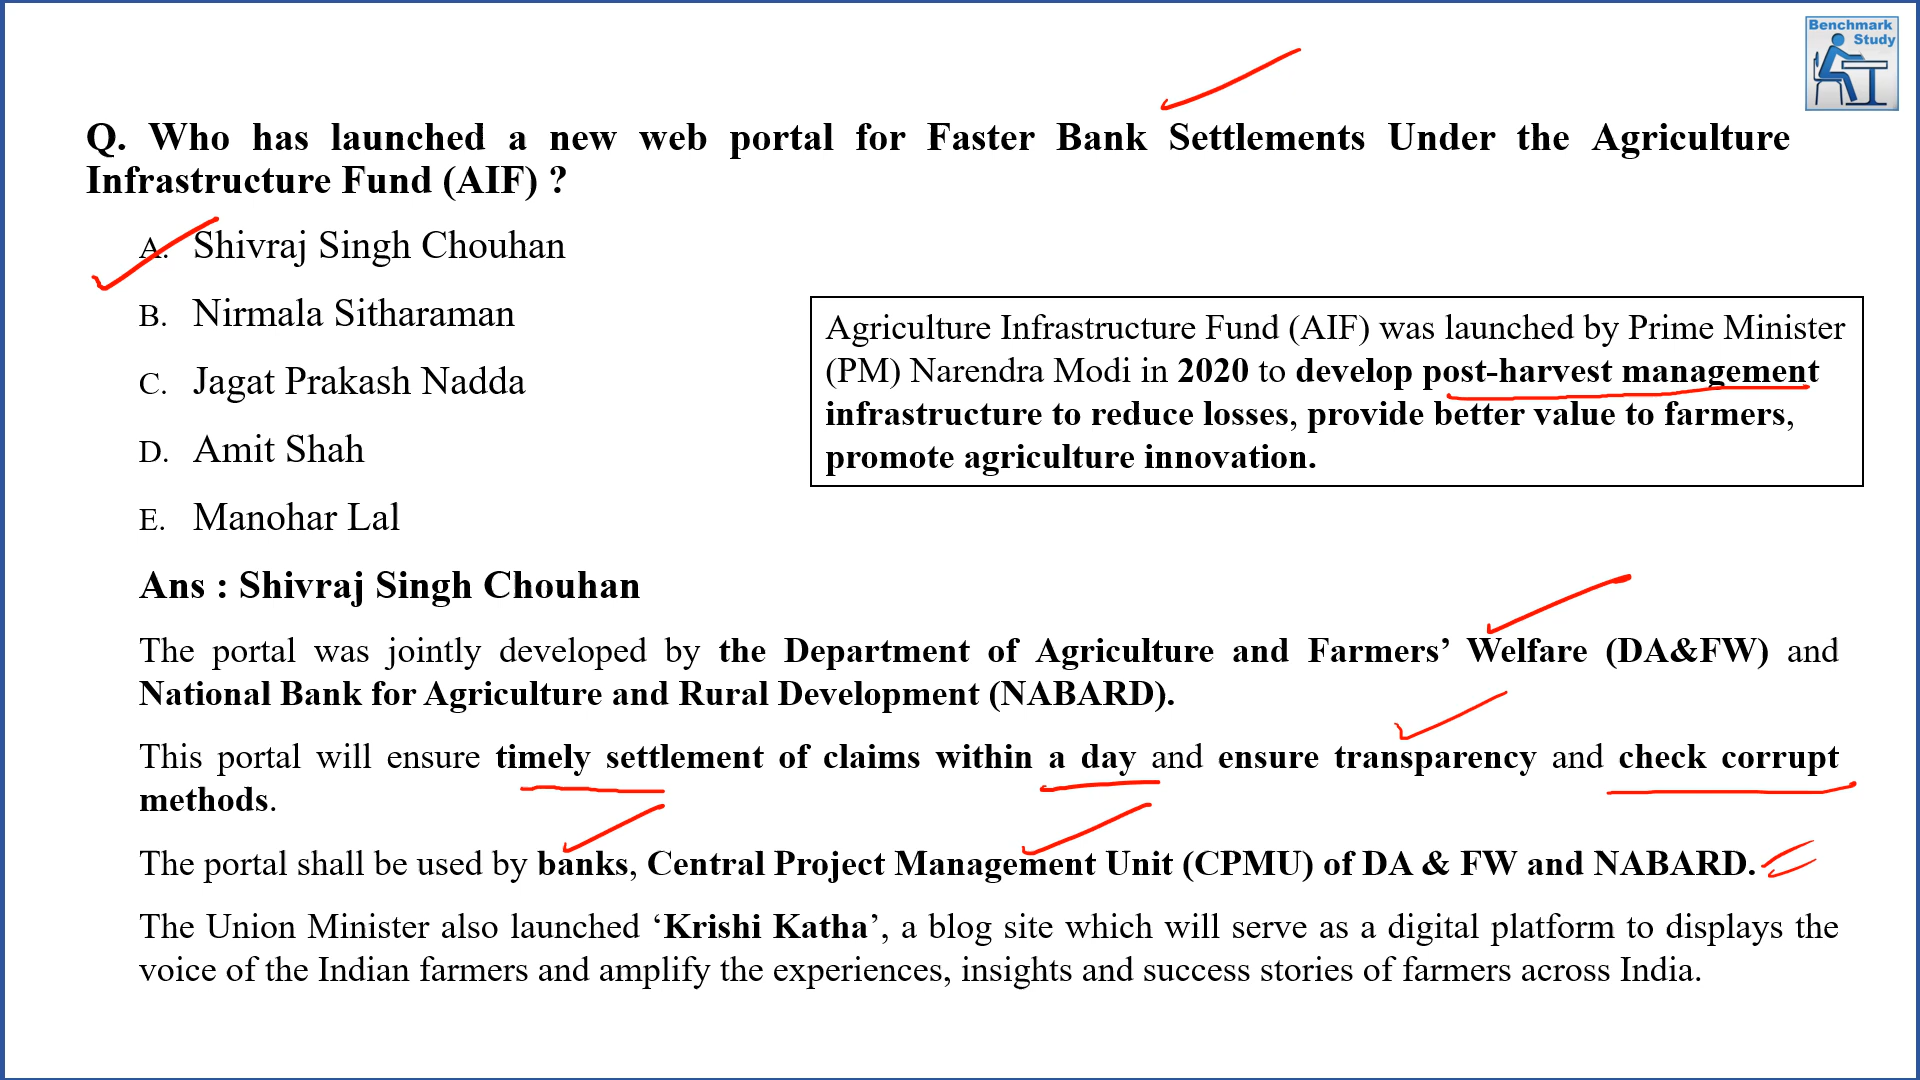 Benchmark
Study
Q. Who has launched a new web portal for Faster Bank Settlements Under the Agriculture
Infrastructure Fund (AIF) ?
A. Shivraj Singh Chouhan
B. Nirmala Sitharaman
C. Jagat Prakash Nadda
D. Amit Shah
E. Manohar Lal
Agriculture Infrastructure Fund (AIF) was launched by Prime Minister
(PM) Narendra Modi in 2020 to develop post-harvest management
infrastructure to reduce losses, provide better value to farmers,
promote agriculture innovation.
Ans : Shivraj Singh Chouhan
The portal was jointly developed by the Department of Agriculture and Farmers’ Welfare (DA&FW) and
National Bank for Agriculture and Rural Development (NABARD).
This portal will ensure timely settlement of claims within a day and ensure transparency and check corrupt
methods.
The portal shall be used by banks, Central Project Management Unit (CPMU) of DA & FW and NABARD.
The Union Minister also launched ‘Krishi Katha’, a blog site which will serve as a digital platform to displays the
voice of the Indian farmers and amplify the experiences, insights and success stories of farmers across India.